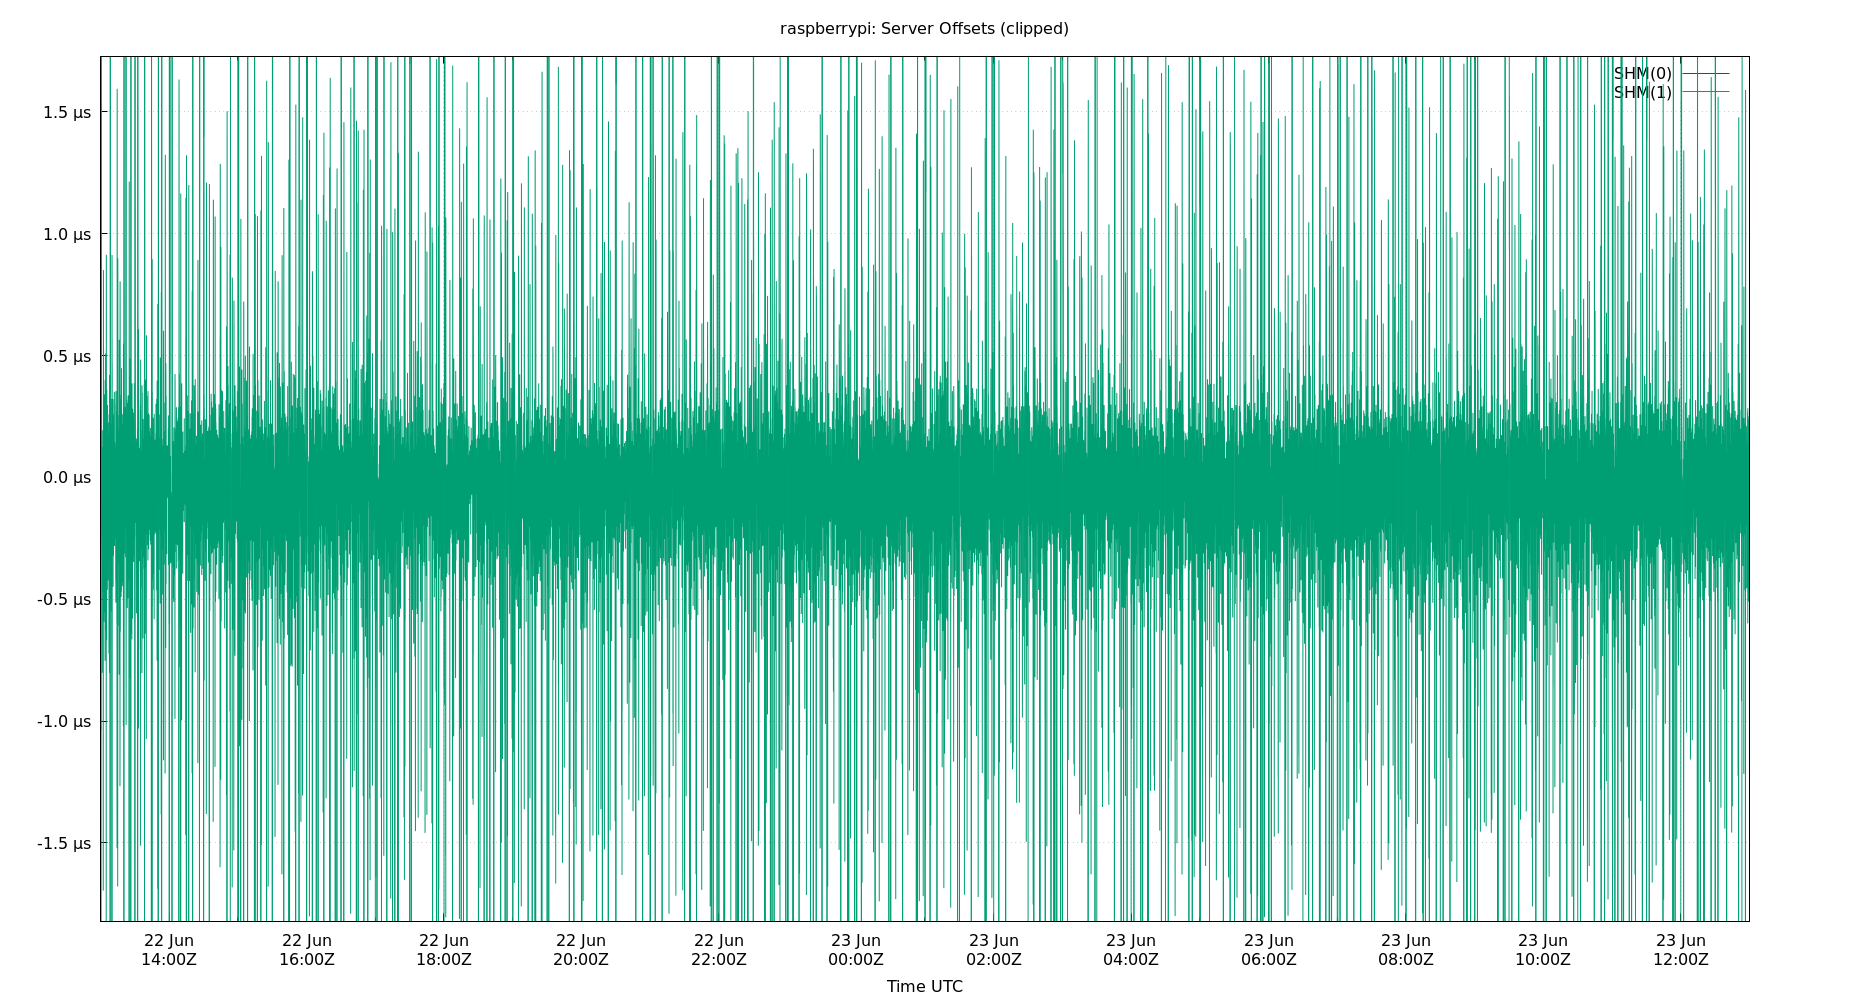 raspberrypi: Server Offsets (clipped)
SHM(0)
SHM(1)
1.5 µs
1.0 µs
0.5 µs
0.0 µs
-0.5 µs
-1.0 µs
-1.5 µs
22 Jun 22 Jun 22 Jun 22 Jun 22 Jun 23 Jun 23 Jun 23 Jun 23 Jun 23 Jun 23 Jun 23 Jun
14:00Z 16:00Z 18:00Z 20:00Z 22:00Z 00:00Z 02:00Z 04:00Z 06:00Z 08:00Z 10:00Z 12:00Z
Time UTC